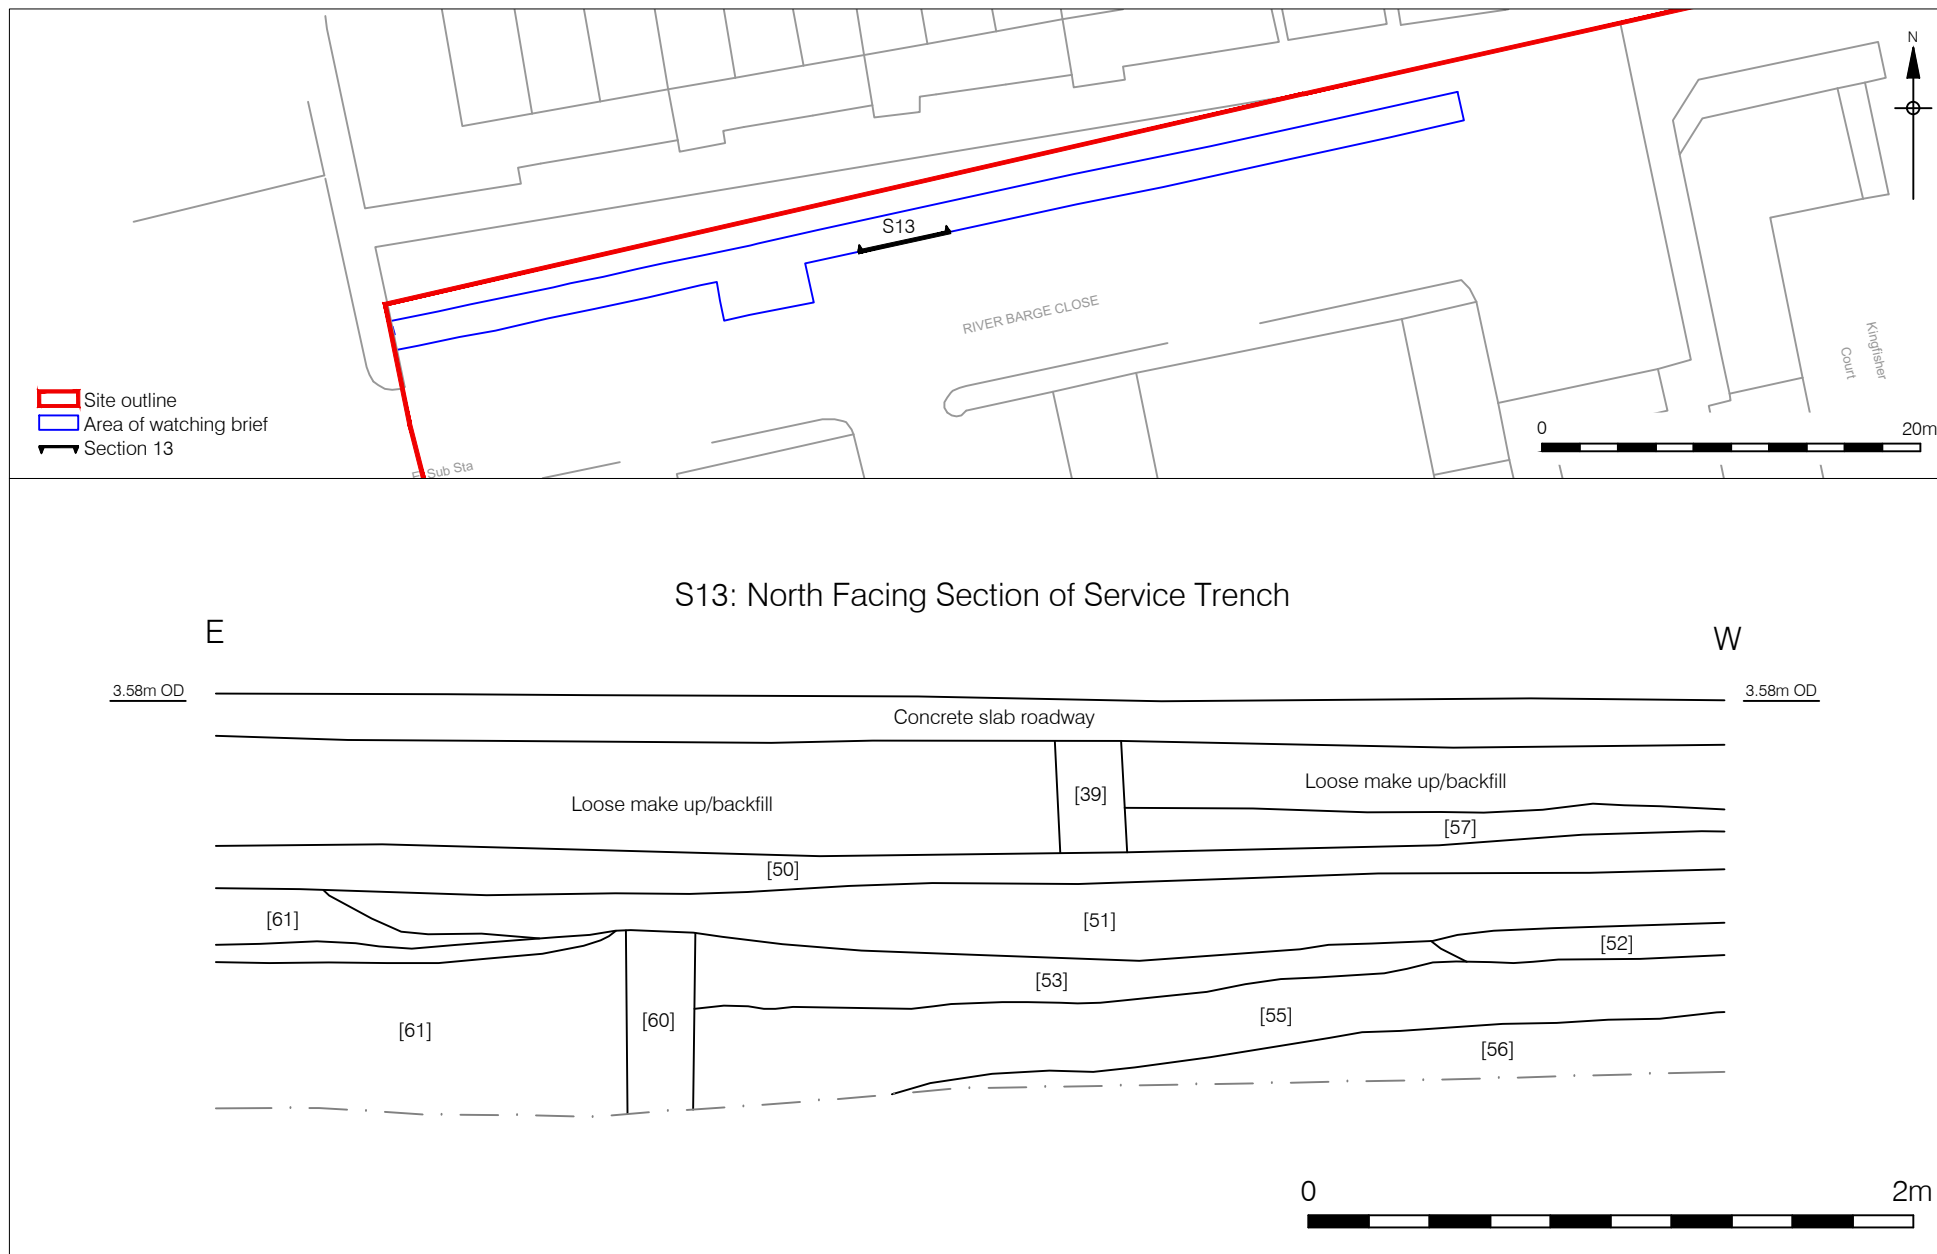 N
S13
RIVER BARGE CLOSE
Kingfisher
Court
Site outline
Area of watching brief
Section 13
El Sub Sta
0 20m
S13: North Facing Section of Service Trench
E W
3.58m OD 3.58m OD
Concrete slab roadway
[39]
Loose make up/backfill
Loose make up/backfill
[57]
[50]
[61]
[51]
[52]
[53]
[55]
[61]
[60]
[56]
0 2m